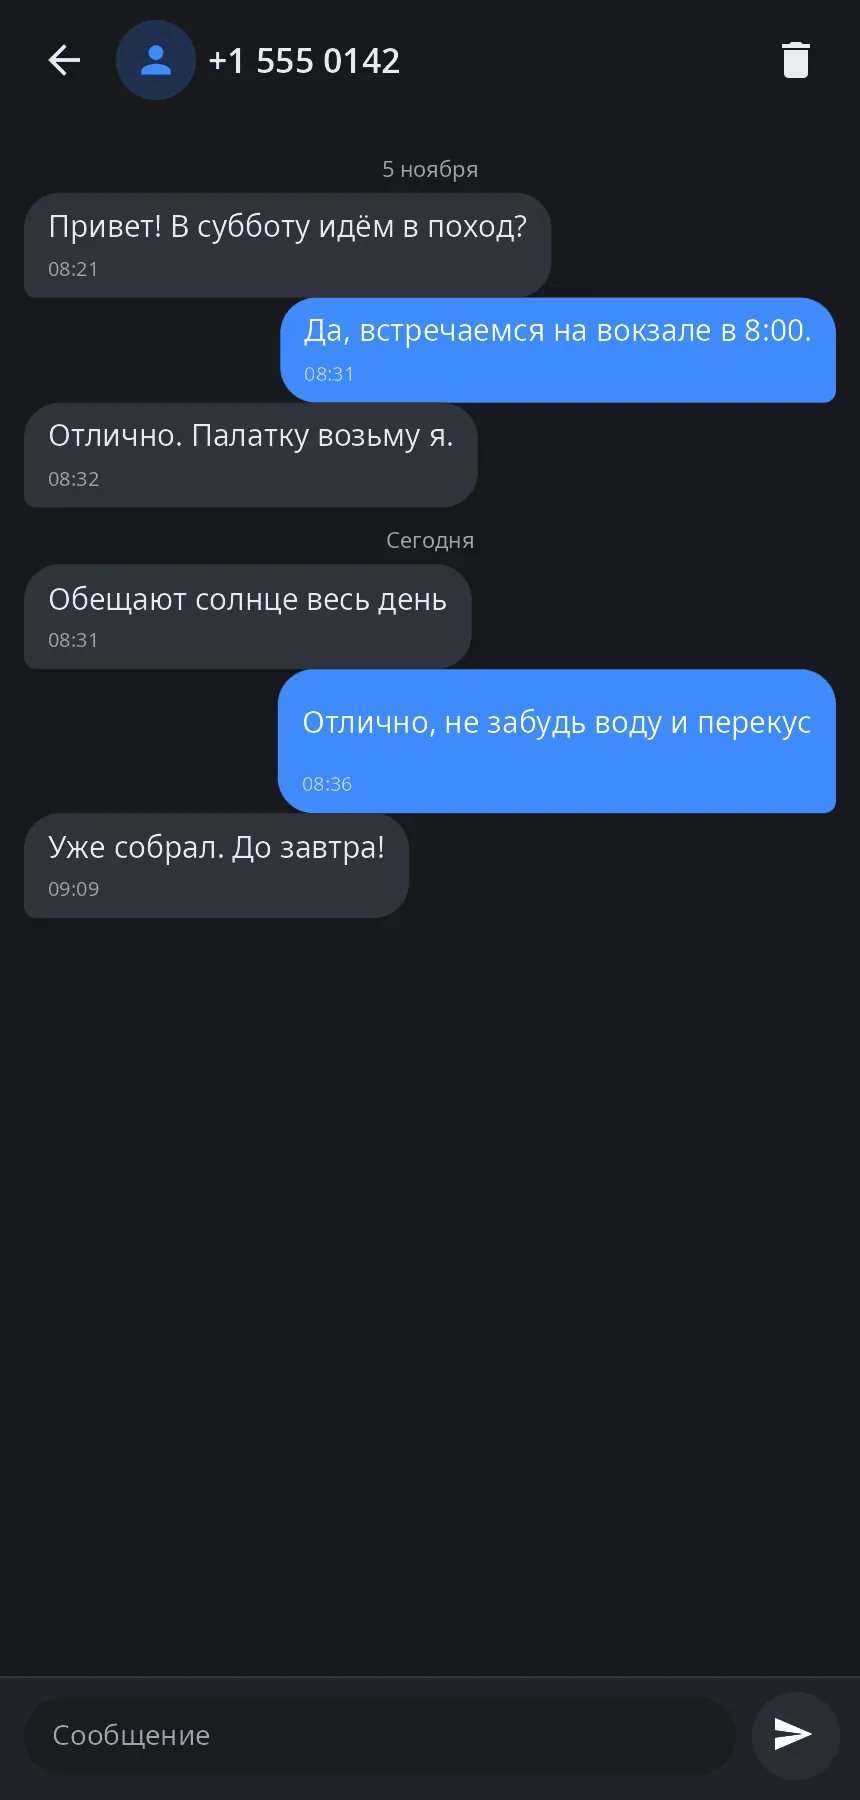 +1 555 0142
5 ноября
Привет! В субботу идём в поход?
08:21
Да, встречаемся на вокзале в 8:00.
08:31
Отлично. Палатку возьму я.
08:32
Сегодня
Обещают солнце весь день
08:31
Отлично, не забудь воду и перекус
08:36
Уже собрал. До завтра!
09:09
Сообщение